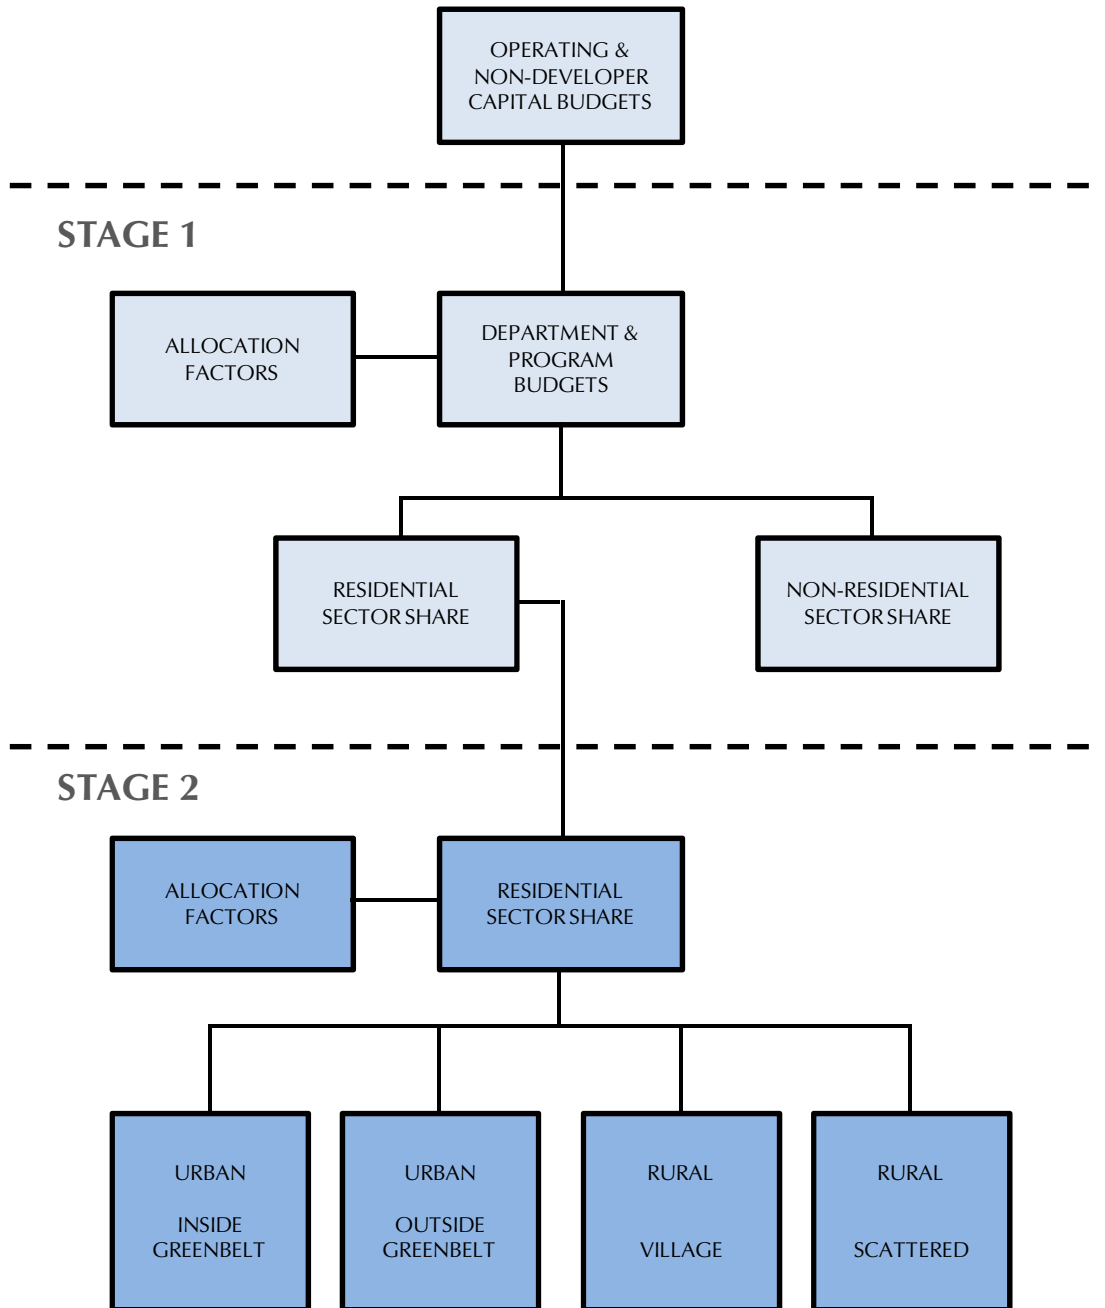 OPERATING &
NON-DEVELOPER
CAPITAL BUDGETS
STAGE 1
ALLOCATION
FACTORS
DEPARTMENT &
PROGRAM
BUDGETS
RESIDENTIAL
SECTOR SHARE
NON-RESIDENTIAL
SECTOR SHARE
STAGE 2
ALLOCATION
FACTORS
RESIDENTIAL
SECTOR SHARE
URBAN
INSIDE
GREENBELT
URBAN
OUTSIDE
GREENBELT
RURAL
VILLAGE
RURAL
SCATTERED